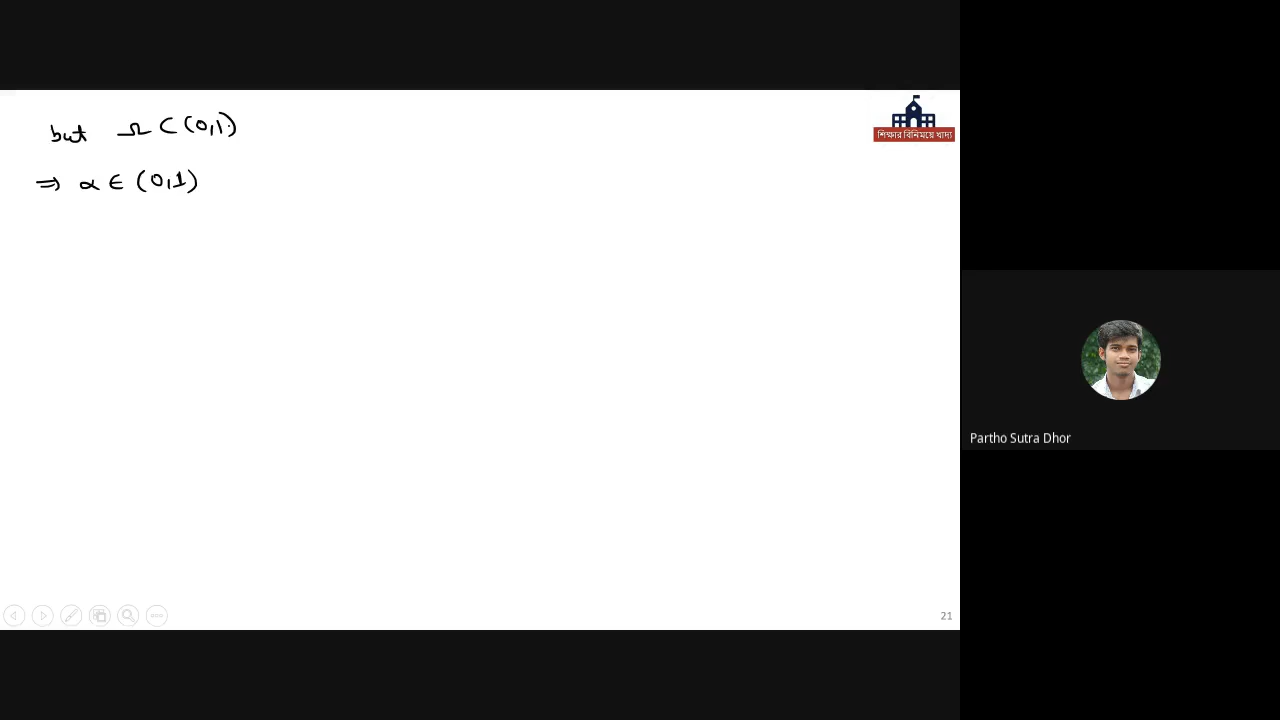 but Ω ⊂ (0,1)
⇒ α ∈ (0,1)
শিক্ষার বিনিময়ে খাদ্য
Partho Sutra Dhor
21